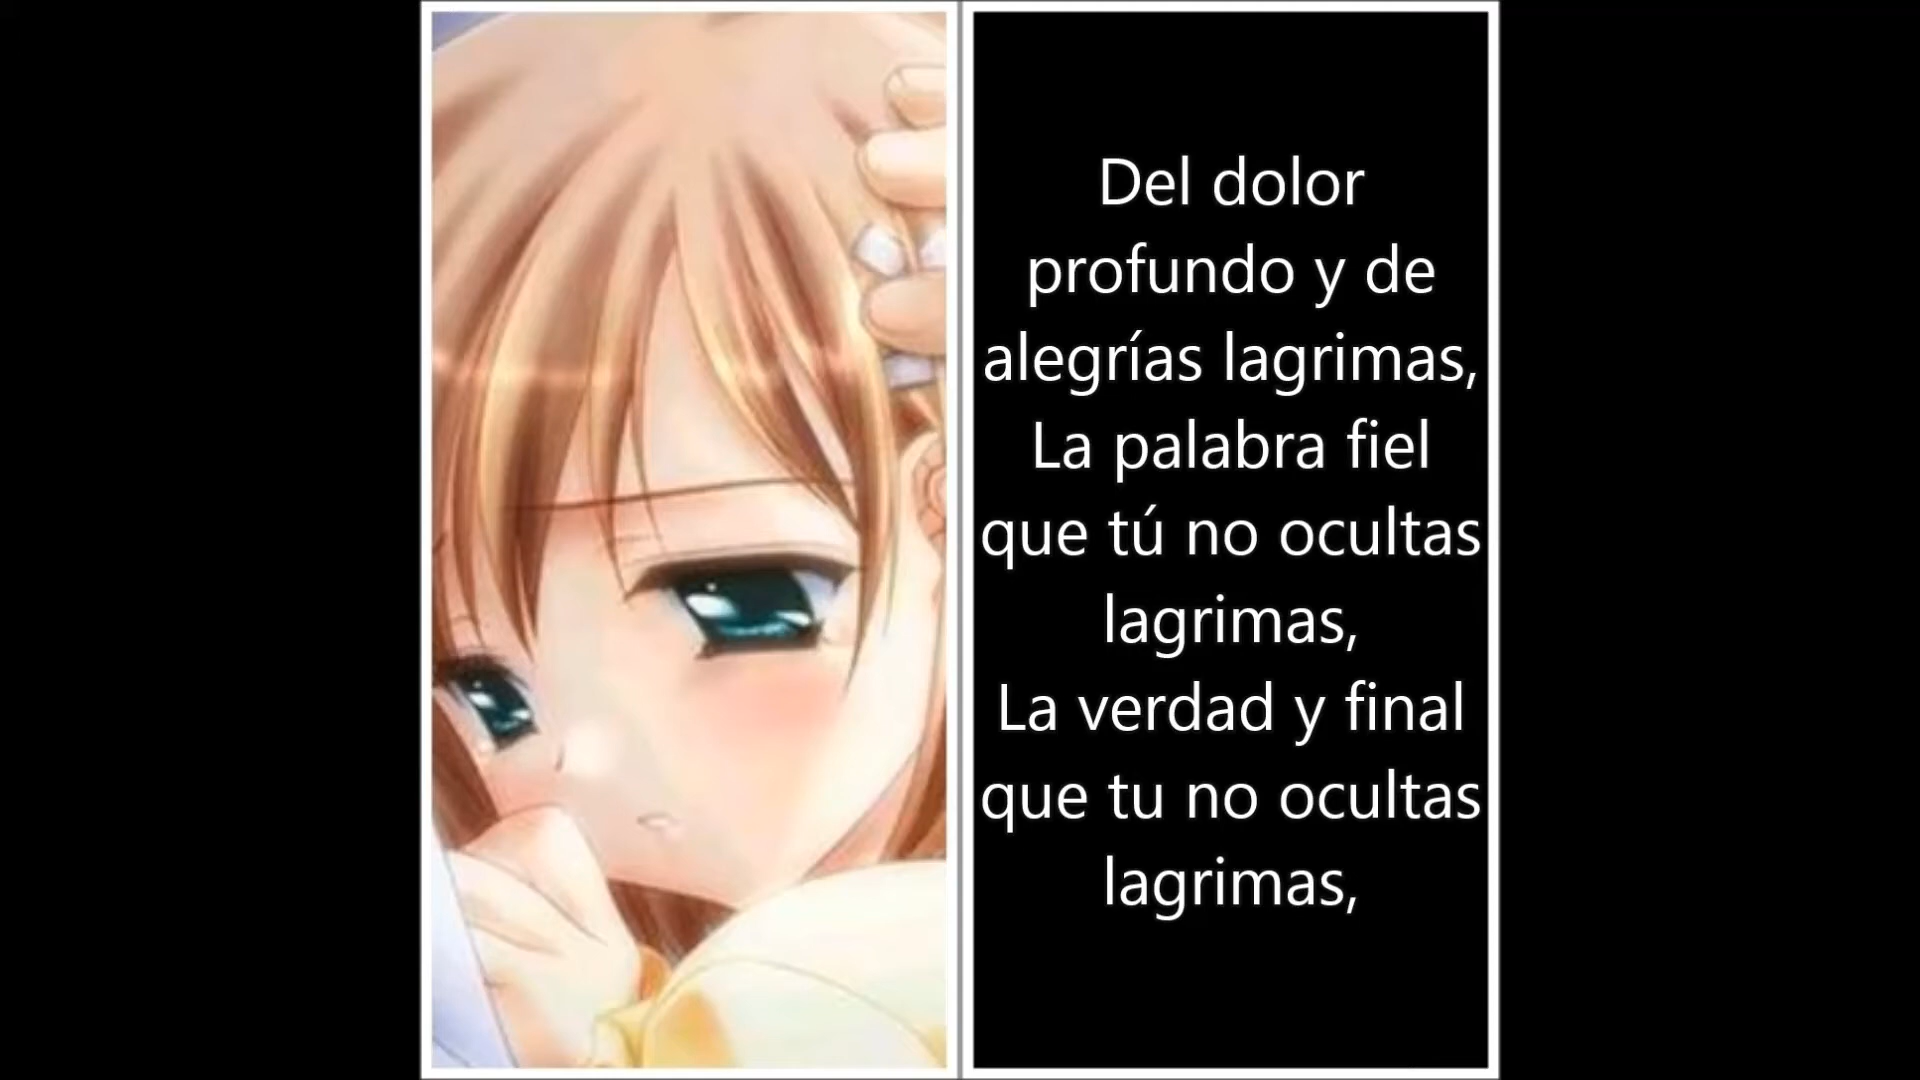 Del dolor
profundo y de
alegrías lagrimas,
La palabra fiel
que tú no ocultas
lagrimas,
La verdad y final
que tu no ocultas
lagrimas,